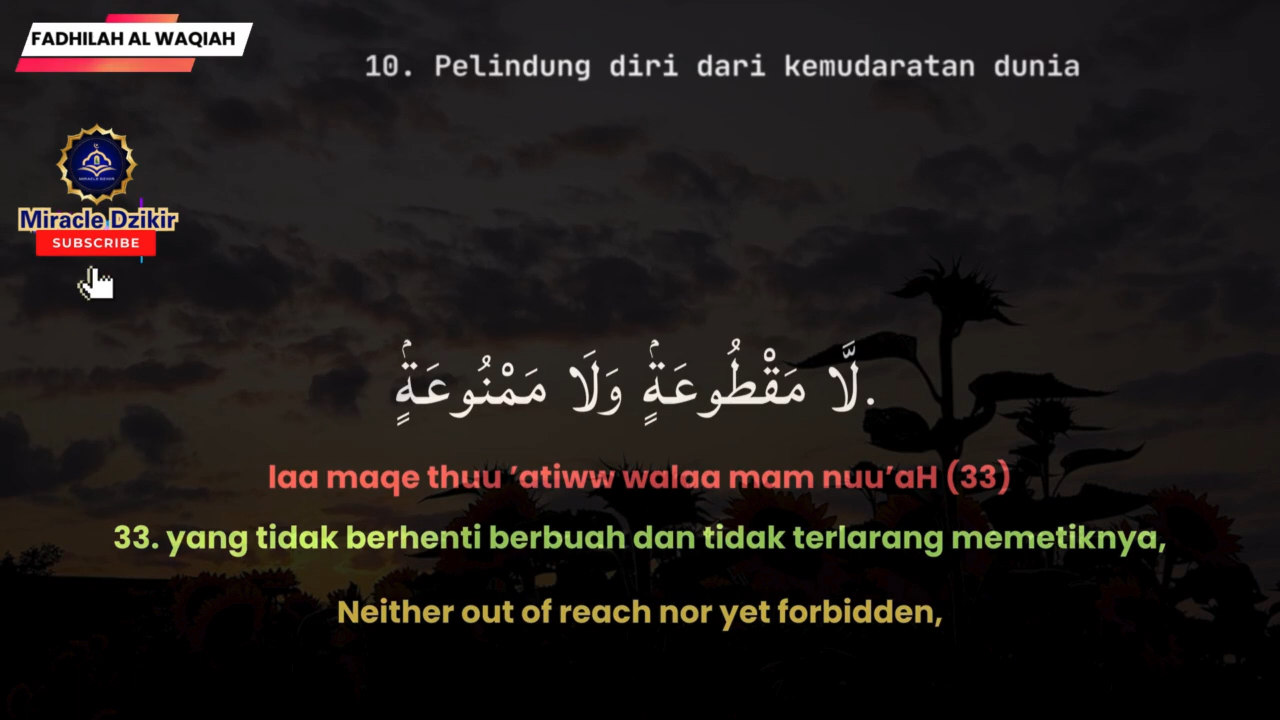 FADHILAH AL WAQIAH
10. Pelindung diri dari kemudaratan dunia
Miracle Dzikir
SUBSCRIBE
لَّا مَقْطُوعَةٍۢ وَلَا مَمْنُوعَةٍۢ.
laa maqe thuu ’atiww walaa mam nuu’aH (33)
33. yang tidak berhenti berbuah dan tidak terlarang memetiknya,
Neither out of reach nor yet forbidden,